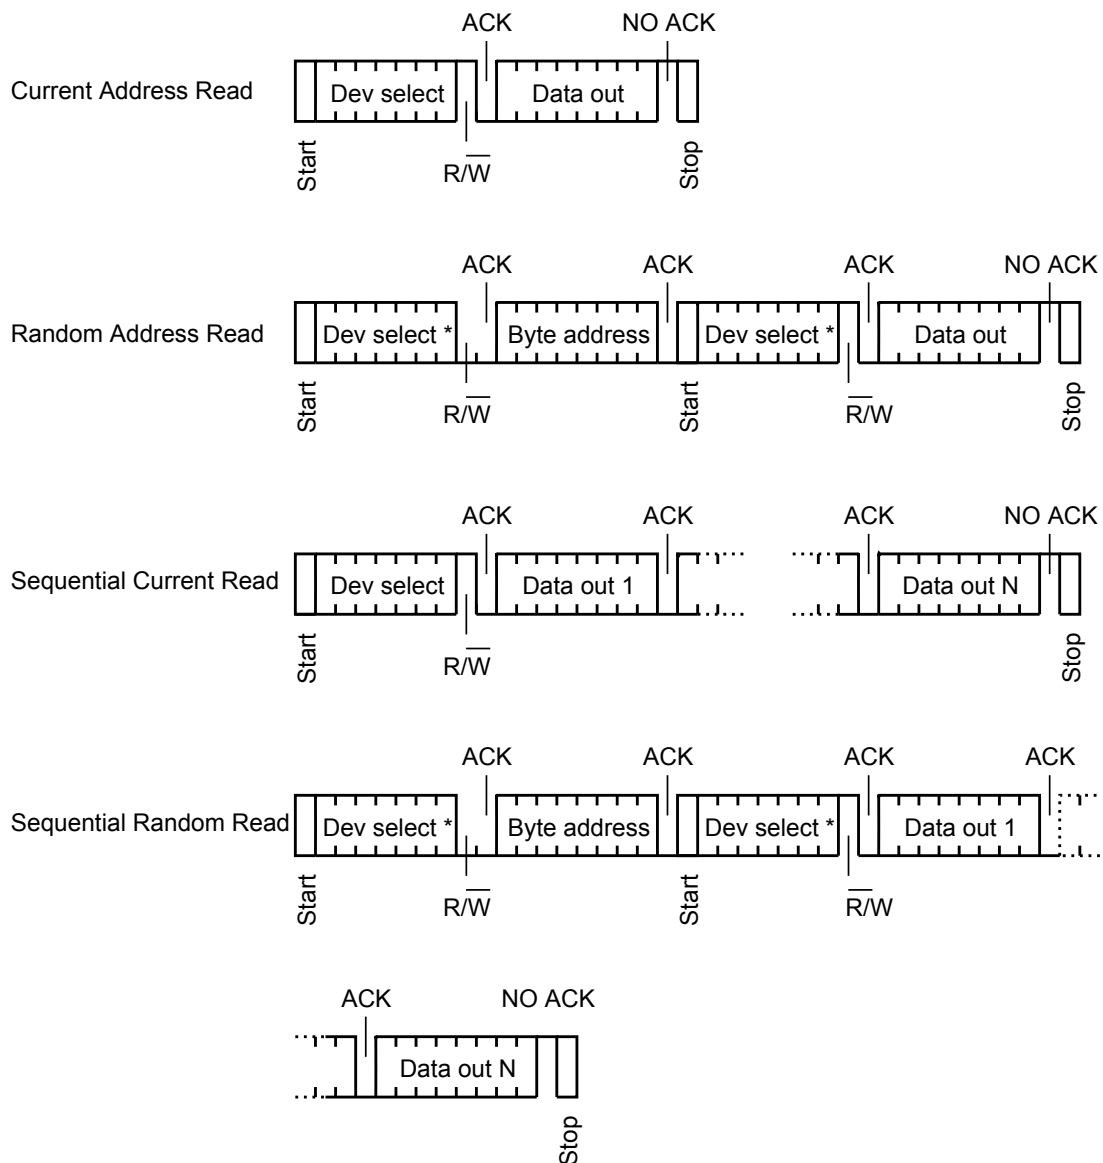 ACK NO ACK
Current Address Read Dev select Data out
Start R/W̅ Stop
ACK ACK ACK NO ACK
Random Address Read Dev select * Byte address Dev select * Data out
Start R/W̅ Start R̅/W Stop
ACK ACK ACK NO ACK
Sequential Current Read Dev select Data out 1 Data out N
Start R/W̅ Stop
ACK ACK ACK ACK
Sequential Random Read Dev select * Byte address Dev select * Data out 1
Start R/W̅ Start R̅/W
ACK NO ACK
Data out N
Stop